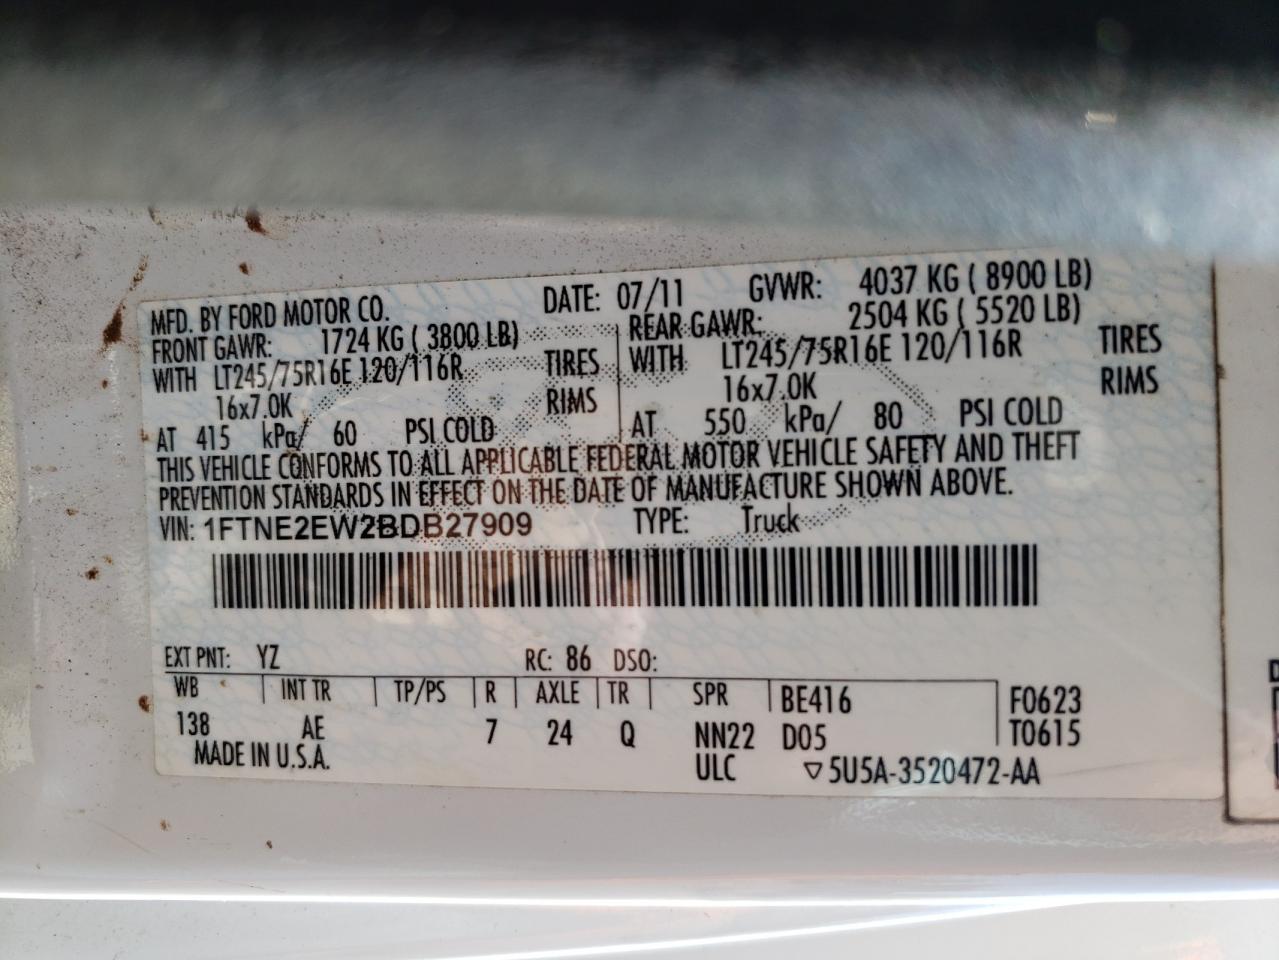 MFD. BY FORD MOTOR CO. DATE: 07/11 GVWR: 4037 KG ( 8900 LB)
FRONT GAWR: 1724 KG ( 3800 LB) REAR GAWR: 2504 KG ( 5520 LB)
WITH LT245/75R16E 120/116R TIRES WITH LT245/75R16E 120/116R TIRES
16x7.0K RIMS 16x7.0K RIMS
AT 415 kPa/ 60 PSI COLD AT 550 kPa/ 80 PSI COLD
THIS VEHICLE CONFORMS TO ALL APPLICABLE FEDERAL MOTOR VEHICLE SAFETY AND THEFT
PREVENTION STANDARDS IN EFFECT ON THE DATE OF MANUFACTURE SHOWN ABOVE.
VIN: 1FTNE2EW2BDB27909 TYPE: Truck
EXT PNT: YZ RC: 86 DSO:
WB INT TR TP/PS R AXLE TR SPR BE416 F0623
138 AE 7 24 Q NN22 D05 T0615
MADE IN U.S.A. ULC ▽5U5A-3520472-AA